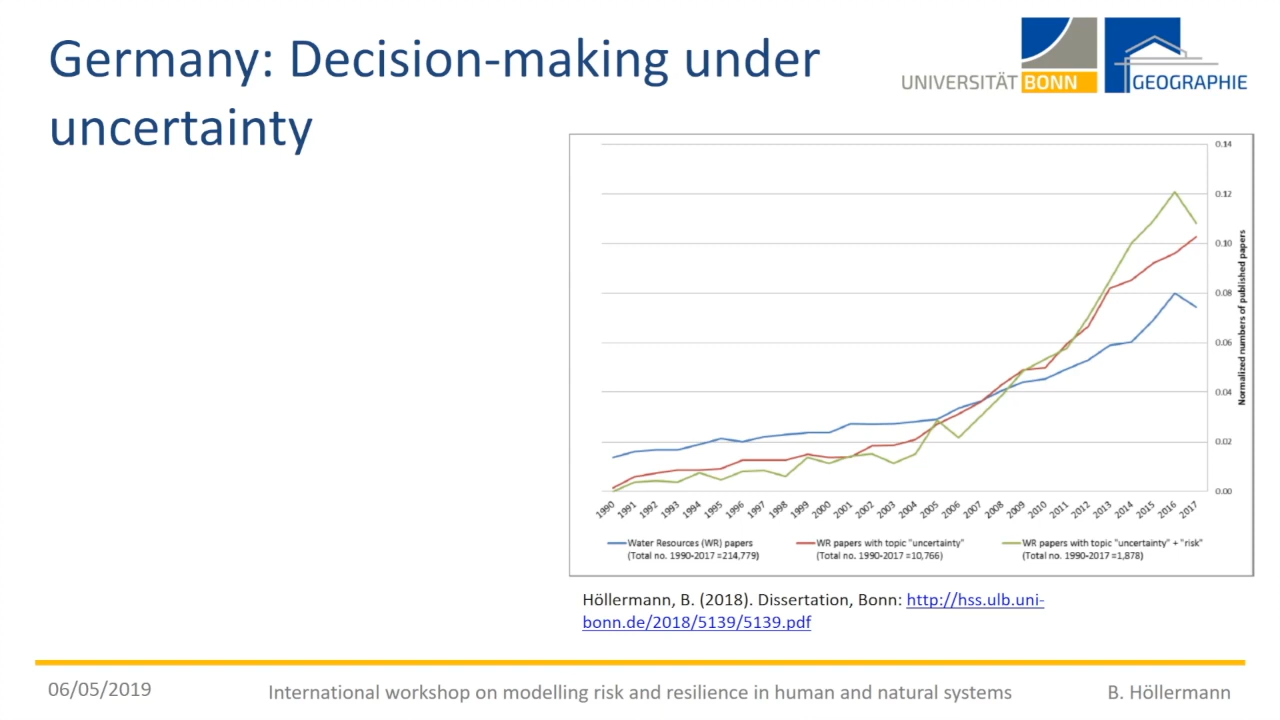 Germany: Decision-making under
uncertainty
UNIVERSITÄT BONN
GEOGRAPHIE
0.14
0.12
0.10
0.08
0.06
0.04
0.02
0.00
Normalized numbers of published papers
1990 1991 1992 1993 1994 1995 1996 1997 1998 1999 2000 2001 2002 2003 2004 2005 2006 2007 2008 2009 2010 2011 2012 2013 2014 2015 2016 2017
Water Resources (WR) papers
(Total no. 1990-2017 =214,779)
WR papers with topic "uncertainty"
(Total no. 1990-2017 =10,766)
WR papers with topic "uncertainty" + "risk"
(Total no. 1990-2017 =1,878)
Höllermann, B. (2018). Dissertation, Bonn: http://hss.ulb.uni-
bonn.de/2018/5139/5139.pdf
06/05/2019
International workshop on modelling risk and resilience in human and natural systems
B. Höllermann